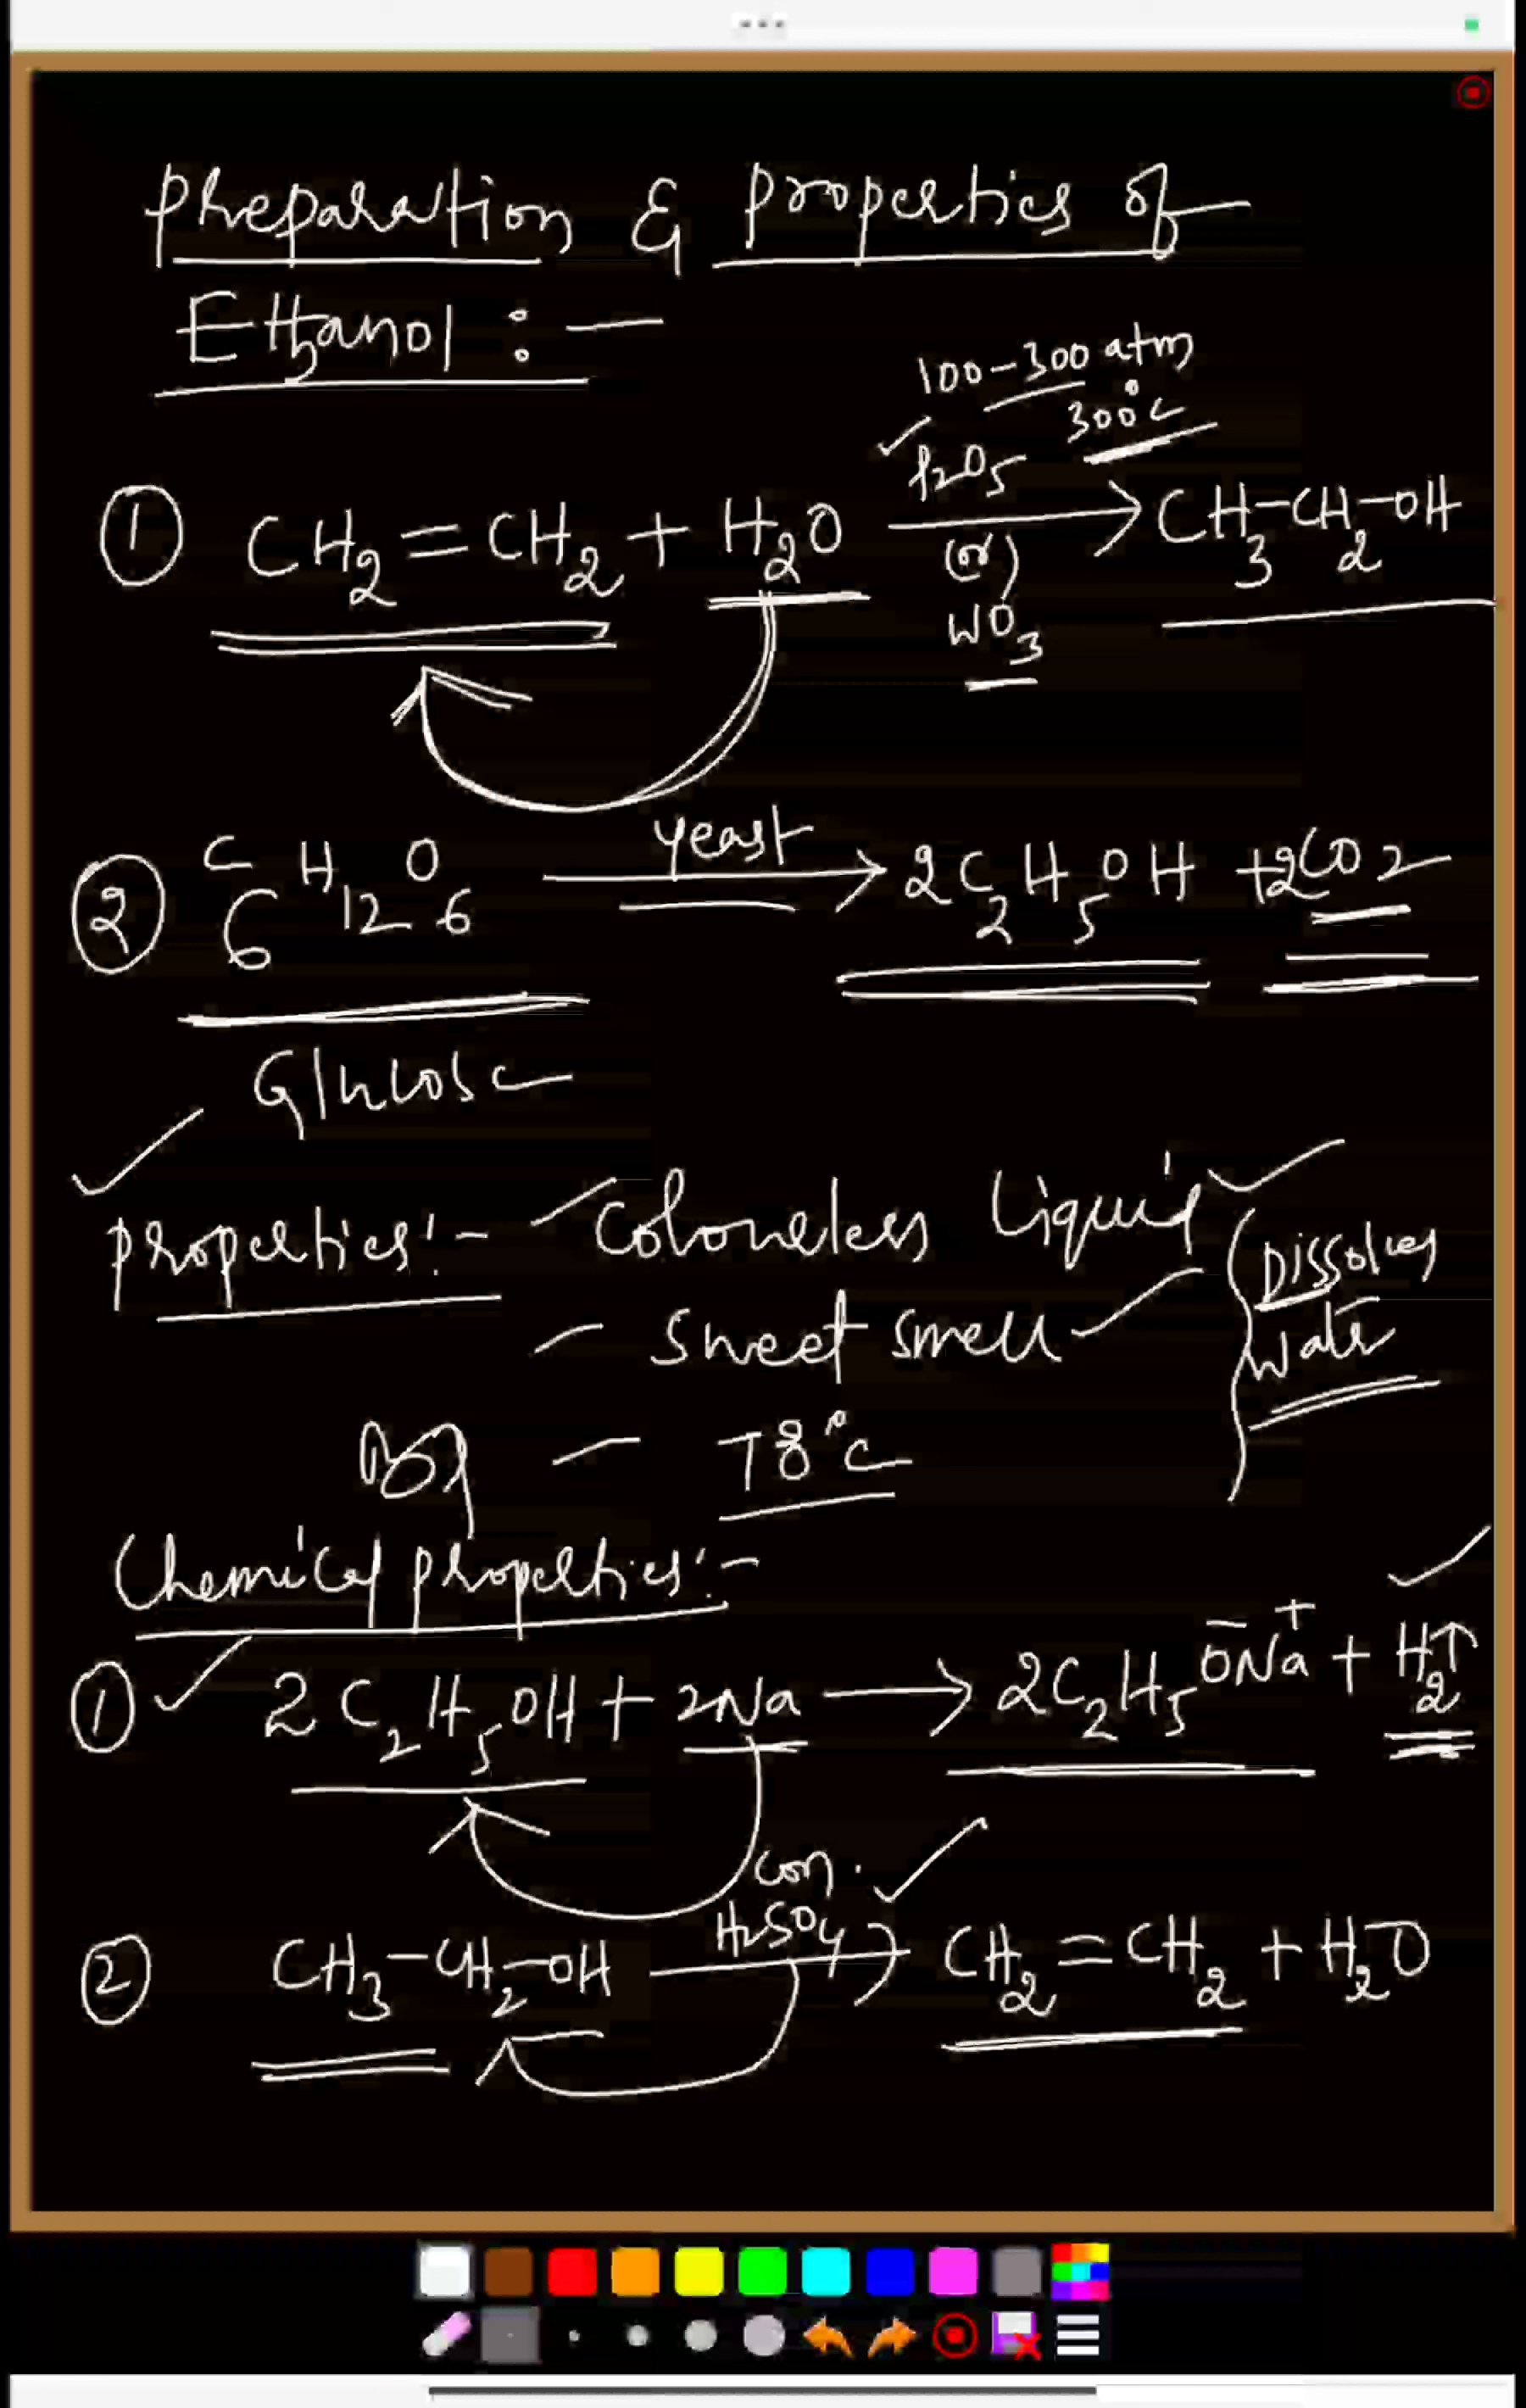 Preparation & properties of
Ethanol :—
① CH₂=CH₂ + H₂O → CH₃-CH₂-OH
100-300 atm
300°C
P₂O₅
(or)
WO₃
② C₆H₁₂O₆ → 2C₂H₅OH + 2CO₂
yeast
Glucose
properties:- - Colourless Liquid
- Sweet smell
(Dissolves
water
- 78°C
Chemical properties:-
① 2C₂H₅OH + 2Na → 2C₂H₅O⁻Na⁺ + H₂↑
con.
H₂SO₄
② CH₃-CH₂-OH → CH₂=CH₂ + H₂O